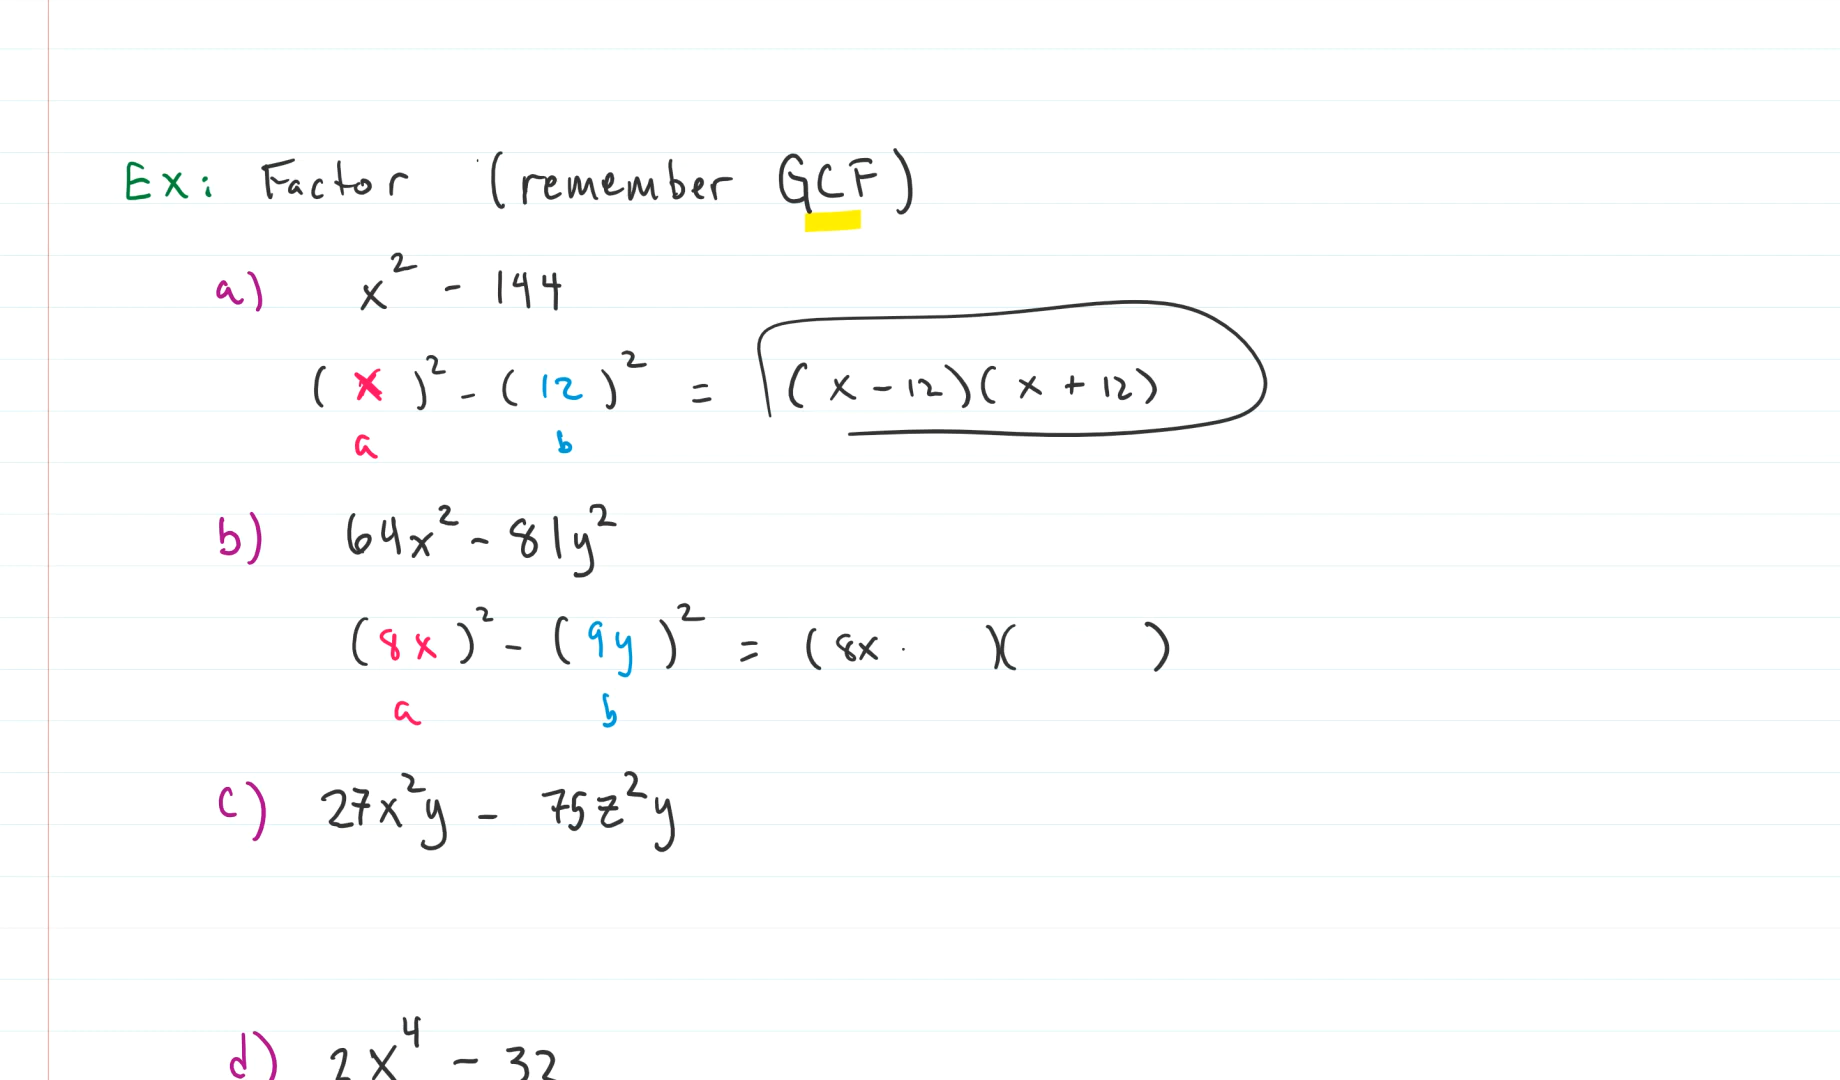 Ex: Factor (remember GCF)
a) x² - 144
(x)² - (12)² = (x - 12)(x + 12)
a b
b) 64x² - 81y²
(8x)² - (9y)² = (8x )( )
a b
c) 27x²y - 75z²y
d) 2x⁴ - 32